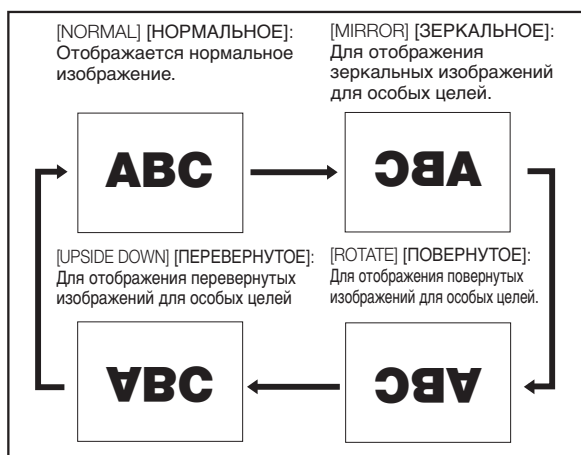 [NORMAL] [НОРМАЛЬНОЕ]:
Отображается нормальное
изображение.
[MIRROR] [ЗЕРКАЛЬНОЕ]:
Для отображения
зеркальных изображений
для особых целей.
ABC
ABC
[UPSIDE DOWN] [ПЕРЕВЕРНУТОЕ]:
Для отображения перевернутых
изображений для особых целей
[ROTATE] [ПОВЕРНУТОЕ]:
Для отображения повернутых
изображений для особых целей.
ABC
ABC